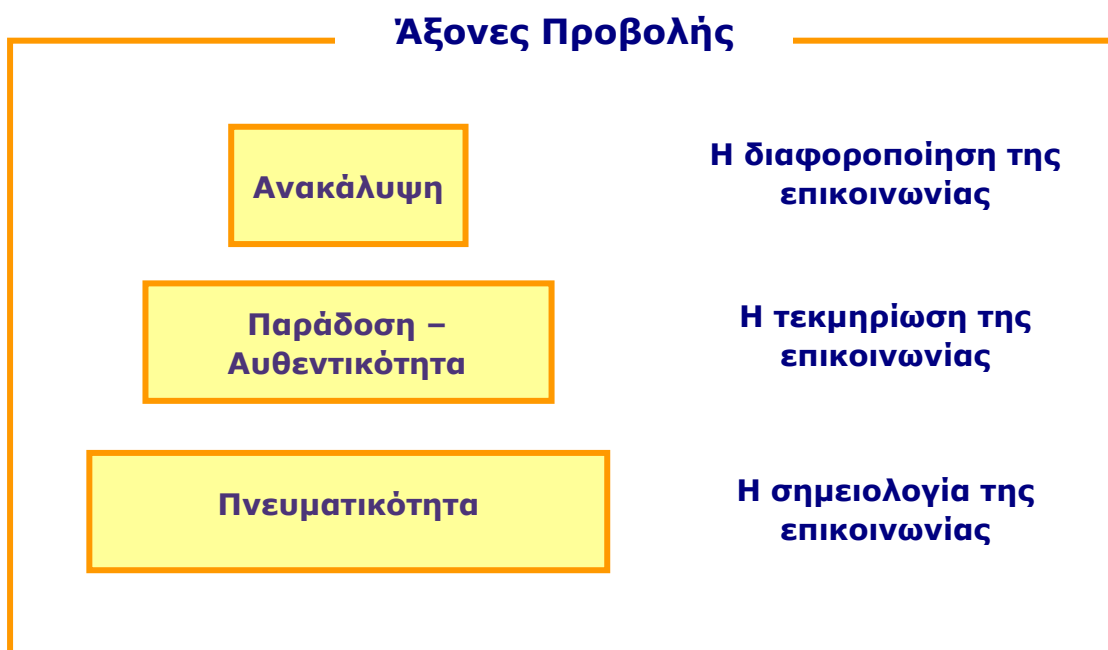 Άξονες Προβολής
Ανακάλυψη
Η διαφοροποίηση της
επικοινωνίας
Παράδοση –
Αυθεντικότητα
Η τεκμηρίωση της
επικοινωνίας
Πνευματικότητα
Η σημειολογία της
επικοινωνίας